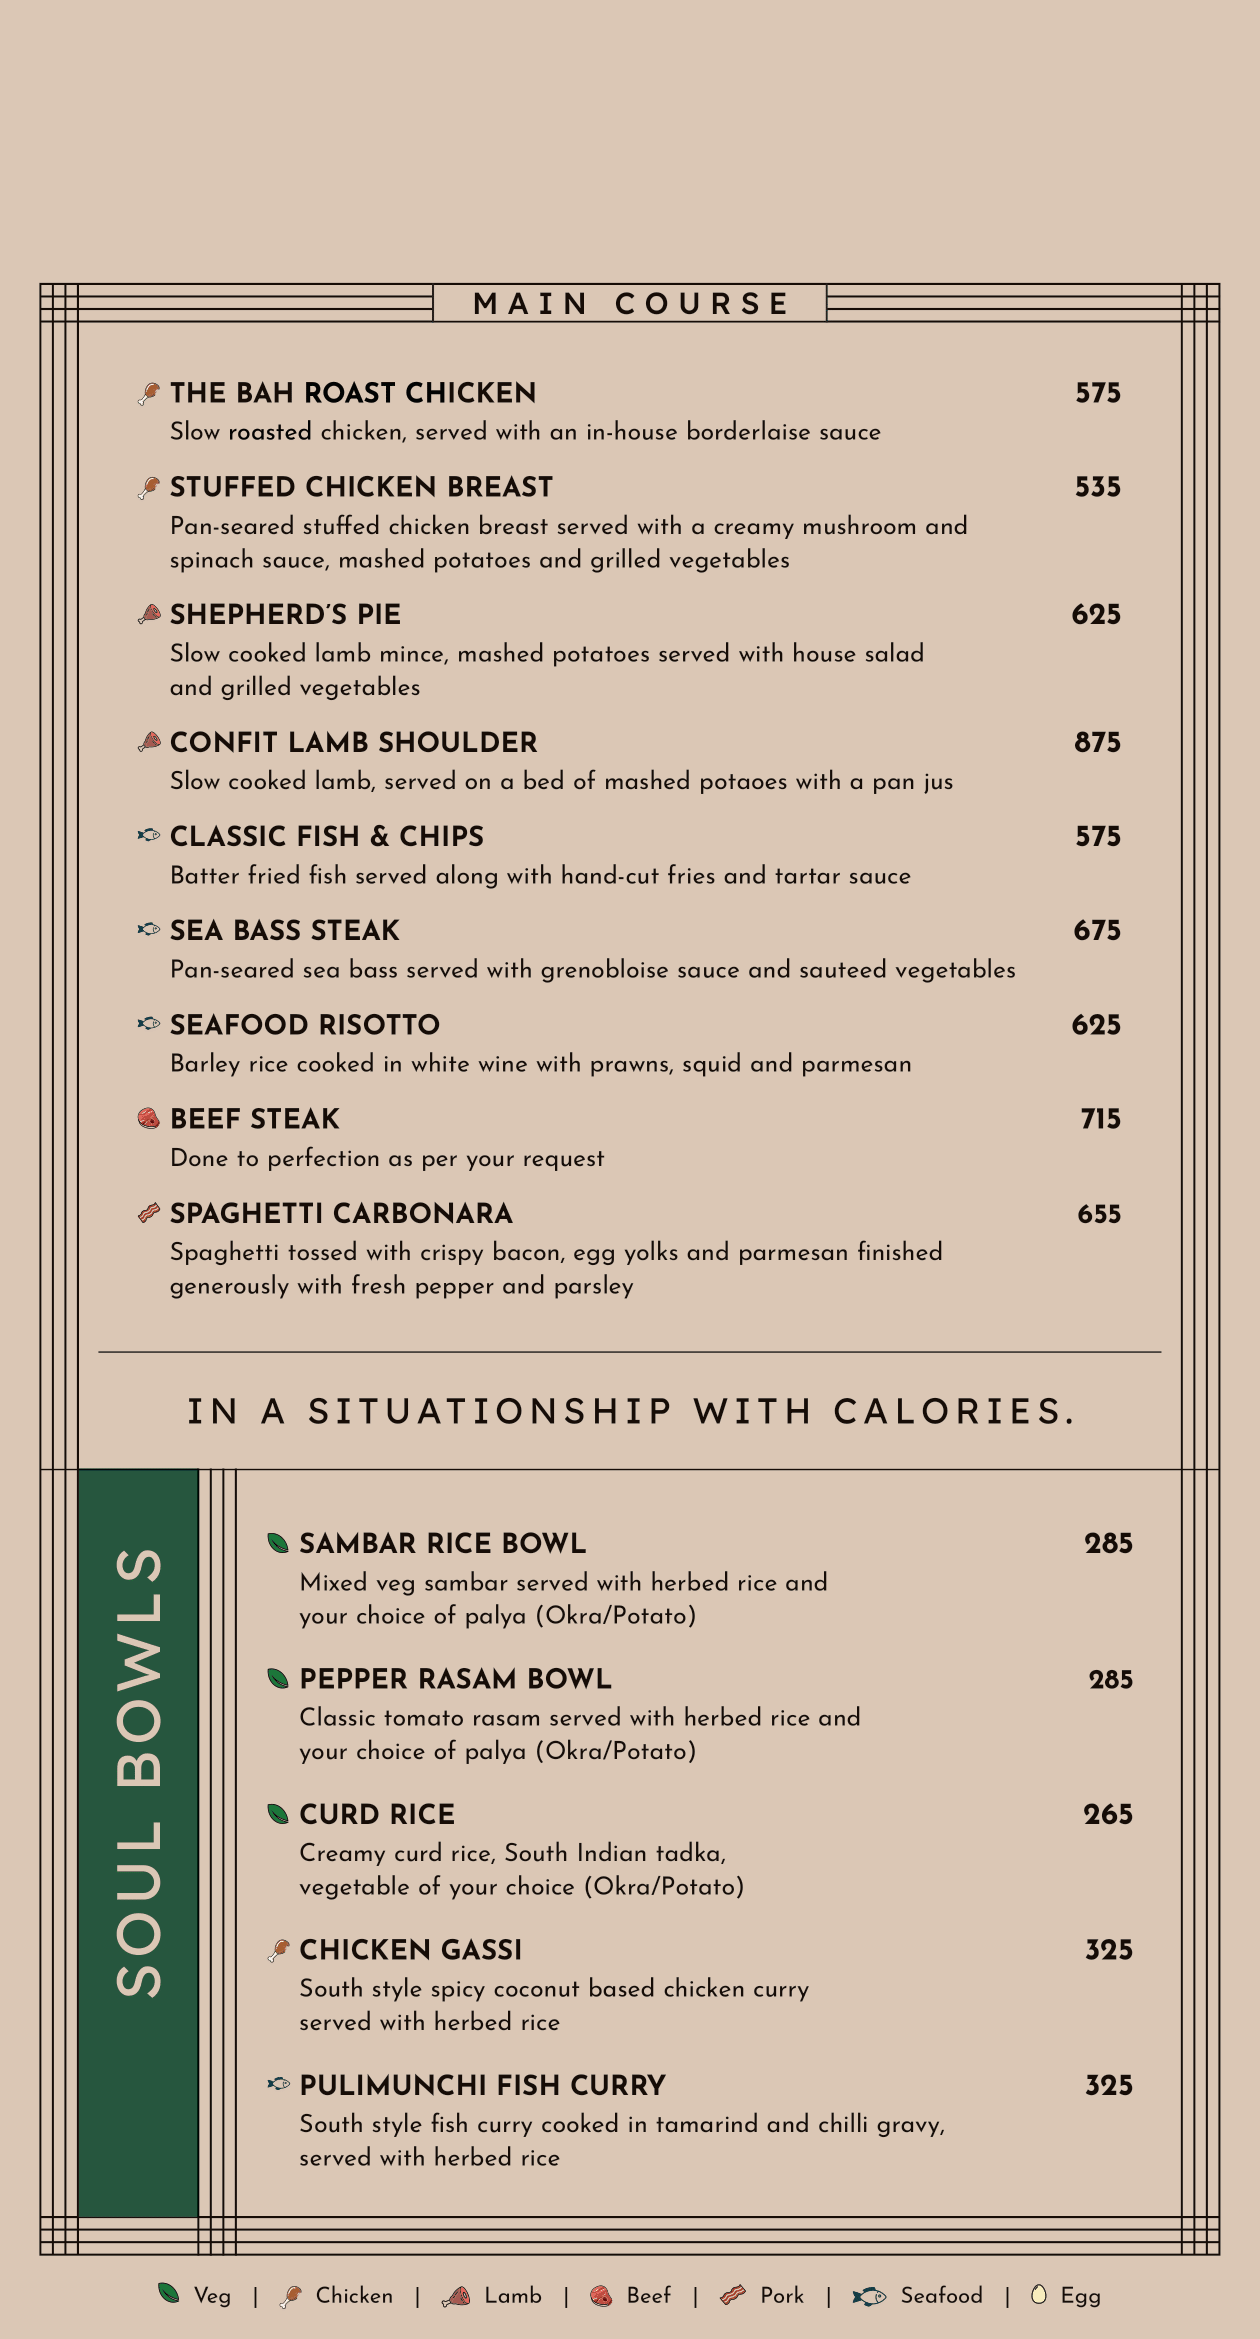 MAIN COURSE
THE BAH ROAST CHICKEN 575
Slow roasted chicken, served with an in-house borderlaise sauce
STUFFED CHICKEN BREAST 535
Pan-seared stuffed chicken breast served with a creamy mushroom and
spinach sauce, mashed potatoes and grilled vegetables
SHEPHERD'S PIE 625
Slow cooked lamb mince, mashed potatoes served with house salad
and grilled vegetables
CONFIT LAMB SHOULDER 875
Slow cooked lamb, served on a bed of mashed potaoes with a pan jus
CLASSIC FISH & CHIPS 575
Batter fried fish served along with hand-cut fries and tartar sauce
SEA BASS STEAK 675
Pan-seared sea bass served with grenobloise sauce and sauteed vegetables
SEAFOOD RISOTTO 625
Barley rice cooked in white wine with prawns, squid and parmesan
BEEF STEAK 715
Done to perfection as per your request
SPAGHETTI CARBONARA 655
Spaghetti tossed with crispy bacon, egg yolks and parmesan finished
generously with fresh pepper and parsley
IN A SITUATIONSHIP WITH CALORIES.
SOUL BOWLS
SAMBAR RICE BOWL 285
Mixed veg sambar served with herbed rice and
your choice of palya (Okra/Potato)
PEPPER RASAM BOWL 285
Classic tomato rasam served with herbed rice and
your choice of palya (Okra/Potato)
CURD RICE 265
Creamy curd rice, South Indian tadka,
vegetable of your choice (Okra/Potato)
CHICKEN GASSI 325
South style spicy coconut based chicken curry
served with herbed rice
PULIMUNCHI FISH CURRY 325
South style fish curry cooked in tamarind and chilli gravy,
served with herbed rice
Veg | Chicken | Lamb | Beef | Pork | Seafood | Egg